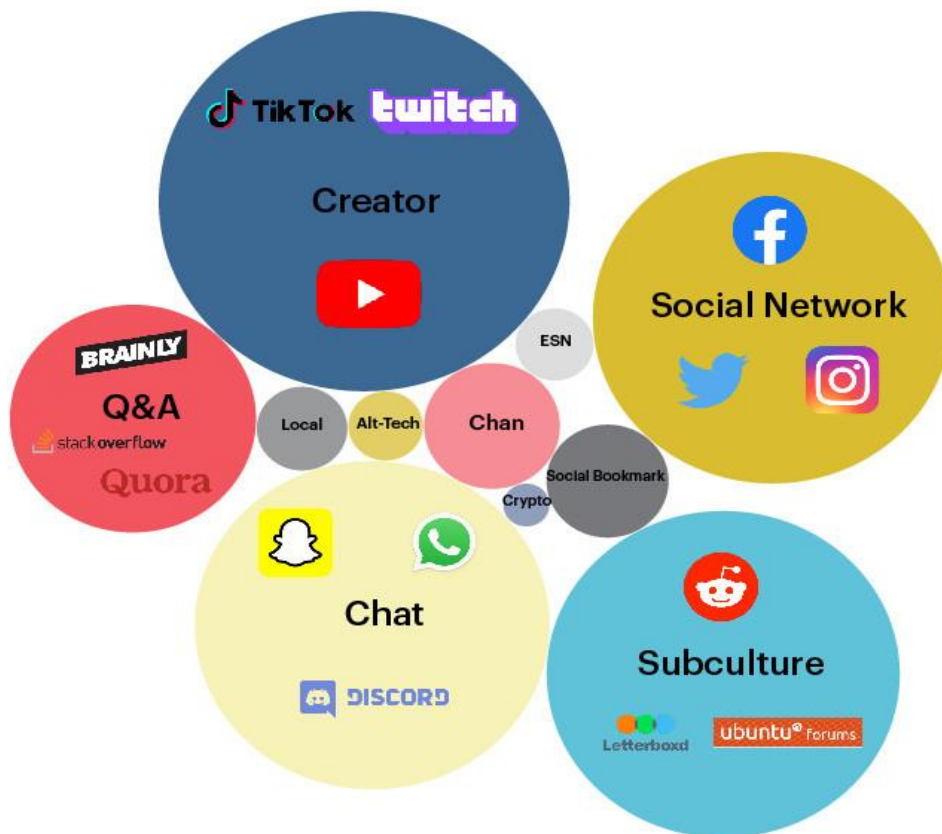 TikTok twitch
Creator
Social Network
ESN
BRAINLY
Q&A
stackoverflow
Quora
Local
Alt-Tech
Chan
Social Bookmark
Crypto
Chat
DISCORD
Subculture
Letterboxd
ubuntu® forums